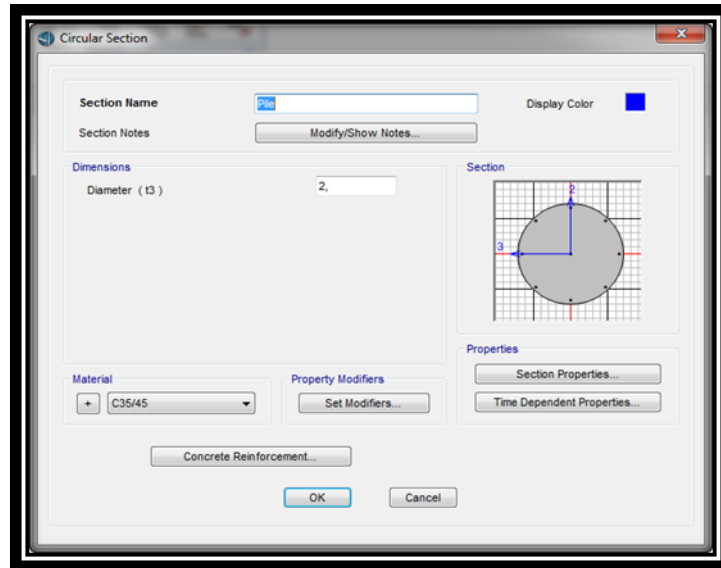 Circular Section
Section Name Pile Display Color
Section Notes Modify/Show Notes...
Dimensions
Diameter ( t3 ) 2,
Section
2
3
Properties
Section Properties...
Time Dependent Properties...
Material
+ C35/45
Property Modifiers
Set Modifiers...
Concrete Reinforcement...
OK Cancel